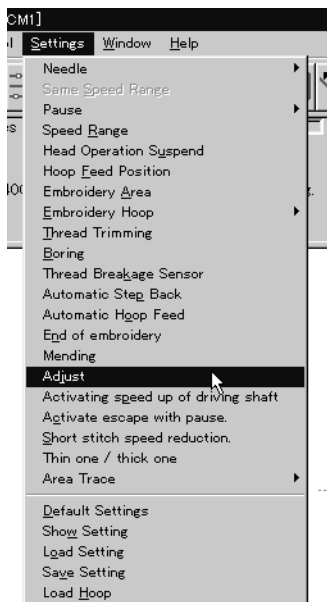 CM1]
Settings Window Help
Needle
Same Speed Range
Pause
Speed Range
Head Operation Suspend
Hoop Feed Position
Embroidery Area
Embroidery Hoop
Thread Trimming
Boring
Thread Breakage Sensor
Automatic Step Back
Automatic Hoop Feed
End of embroidery
Mending
Adjust
Activating speed up of driving shaft
Activate escape with pause.
Short stitch speed reduction.
Thin one / thick one
Area Trace
Default Settings
Show Setting
Load Setting
Save Setting
Load Hoop